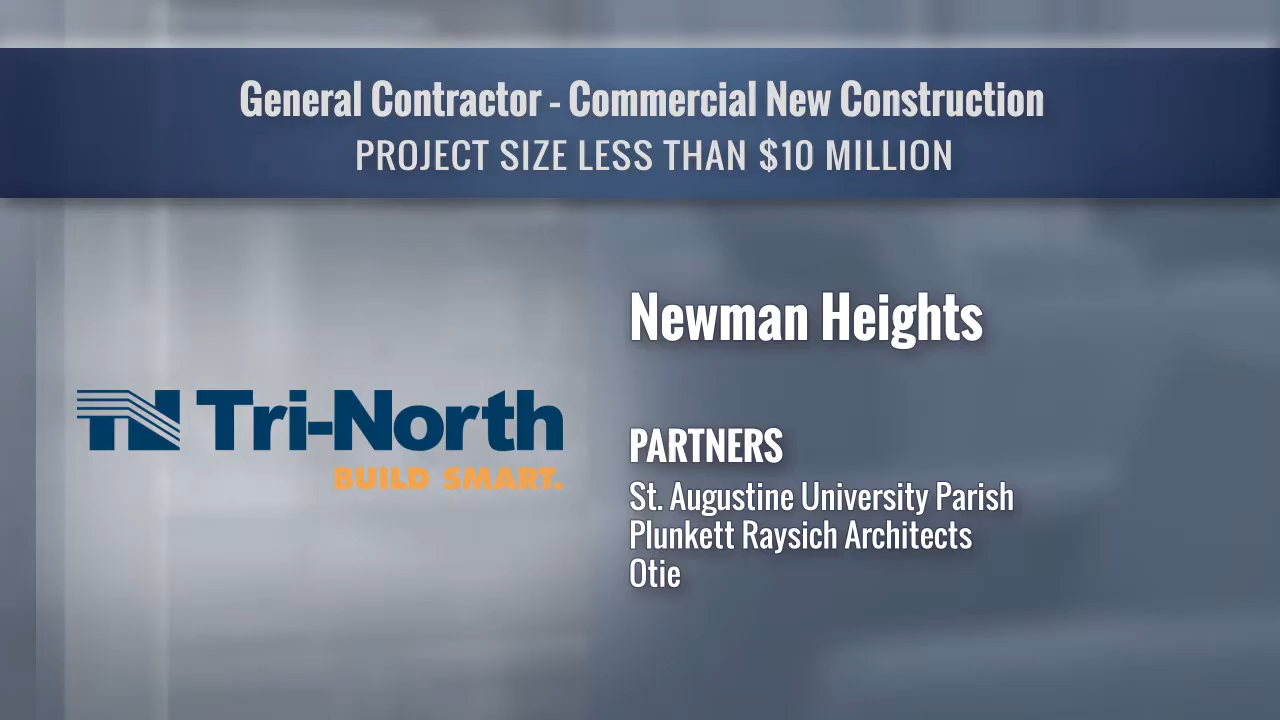 General Contractor - Commercial New Construction
PROJECT SIZE LESS THAN $10 MILLION
Newman Heights
TN Tri-North
BUILD SMART.
PARTNERS
St. Augustine University Parish
Plunkett Raysich Architects
Otie